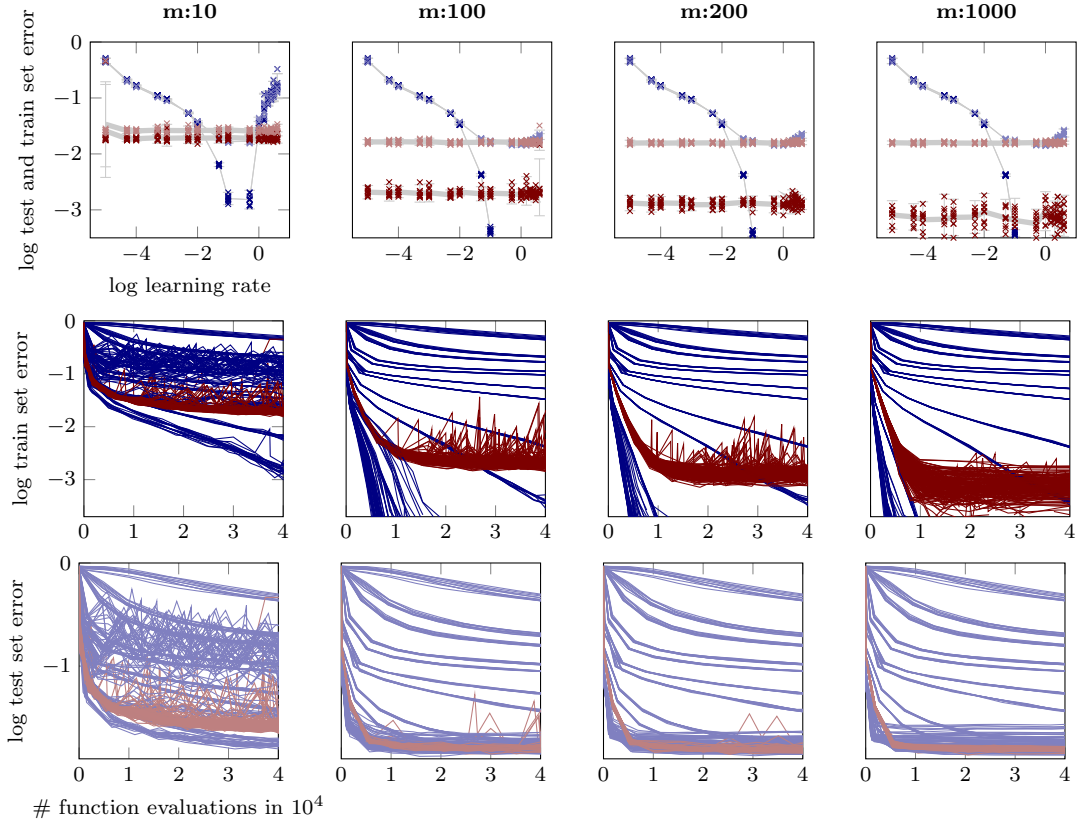 m:10 m:100 m:200 m:1000
log test and train set error
0
−1
−2
−3
−4 −2 0
−4 −2 0
−4 −2 0
−4 −2 0
log learning rate
log train set error
0
−1
−2
−3
0 1 2 3 4
0 1 2 3 4
0 1 2 3 4
0 1 2 3 4
log test set error
0
−1
0 1 2 3 4
0 1 2 3 4
0 1 2 3 4
0 1 2 3 4
# function evaluations in 10⁴